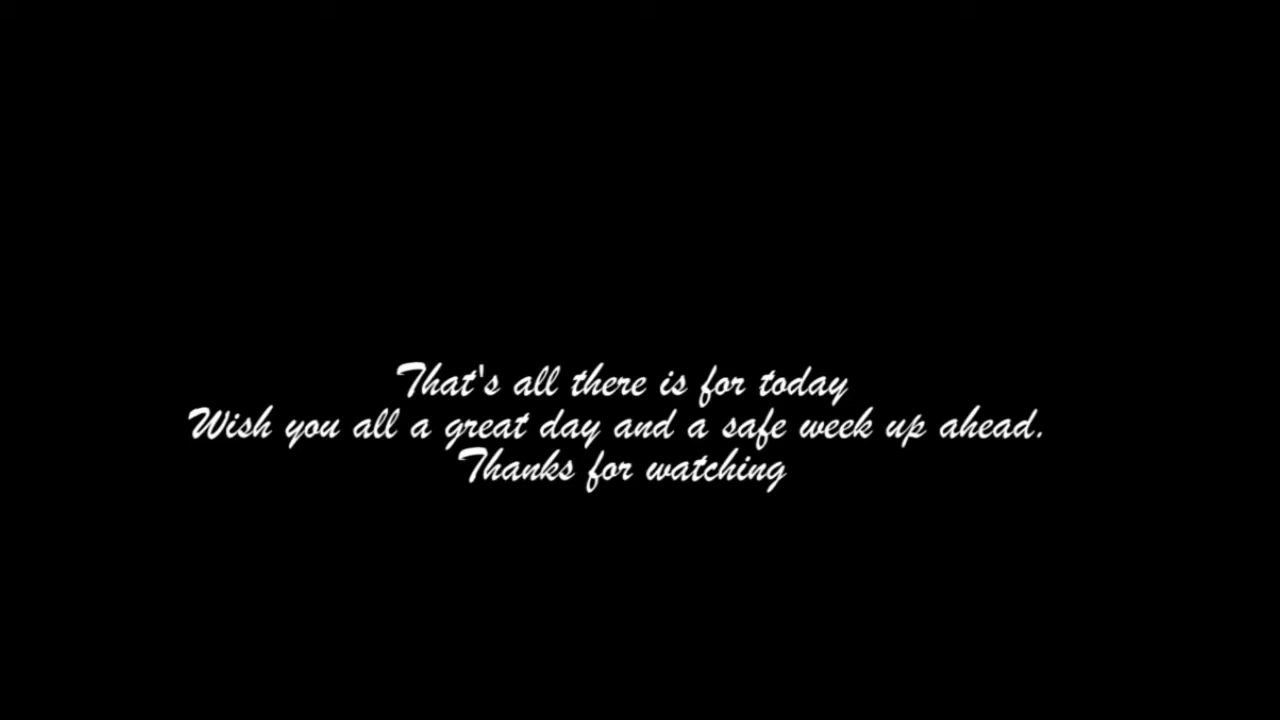 That's all there is for today
Wish you all a great day and a safe week up ahead.
Thanks for watching